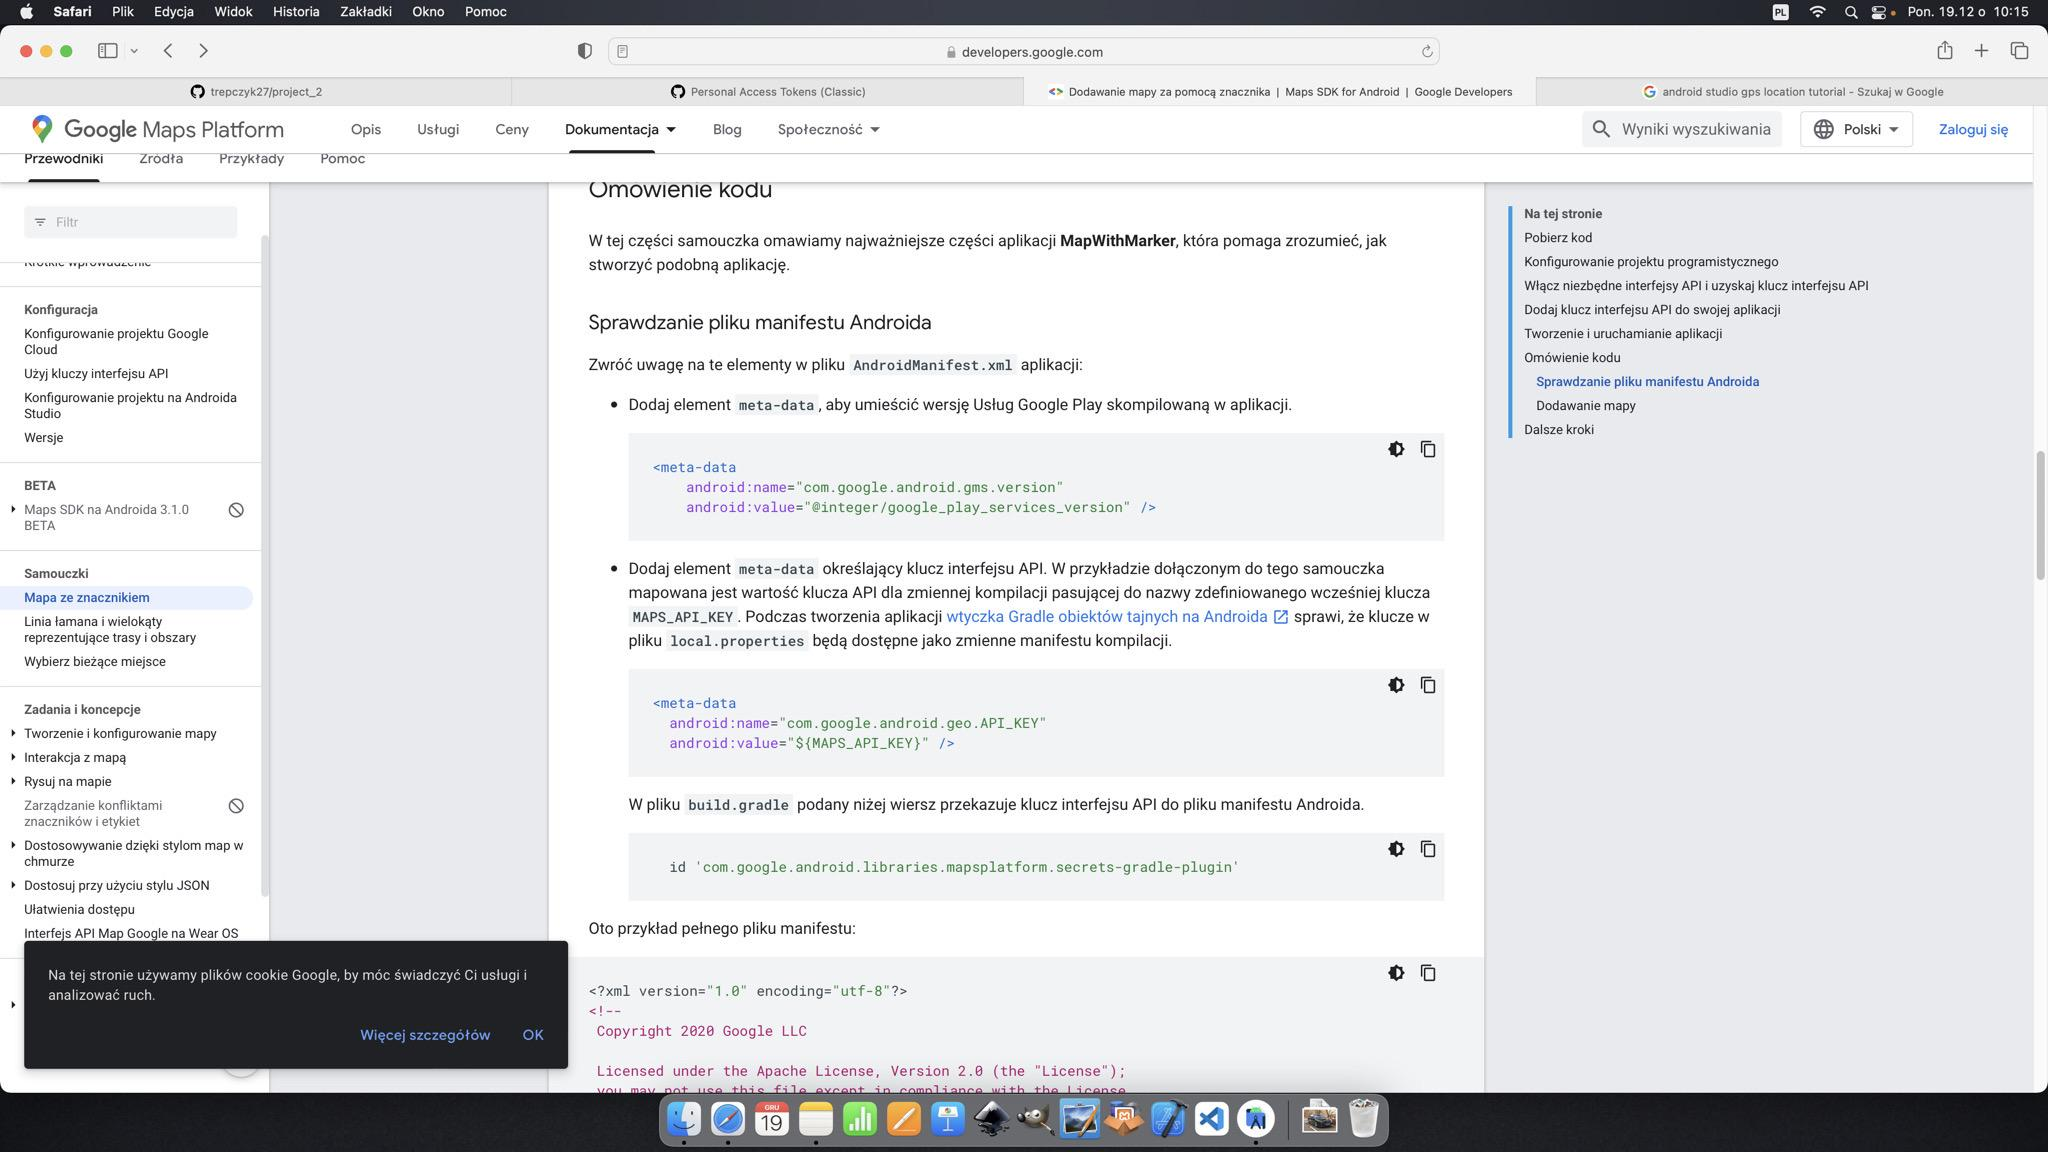 Safari Plik Edycja Widok Historia Zakładki Okno Pomoc PL Pon. 19.12 o 10:15
developers.google.com
trepczyk27/project_2 Personal Access Tokens (Classic) Dodawanie mapy za pomocą znacznika | Maps SDK for Android | Google Developers android studio gps location tutorial - Szukaj w Google
Google Maps Platform Opis Usługi Ceny Dokumentacja Blog Społeczność Wyniki wyszukiwania Polski Zaloguj się
Przewodniki Źródła Przykłady Pomoc
Filtr
Krótkie wprowadzenie
Konfiguracja
Konfigurowanie projektu Google
Cloud
Użyj kluczy interfejsu API
Konfigurowanie projektu na Androida
Studio
Wersje
BETA
Maps SDK na Androida 3.1.0
BETA
Samouczki
Mapa ze znacznikiem
Linia łamana i wielokąty
reprezentujące trasy i obszary
Wybierz bieżące miejsce
Zadania i koncepcje
Tworzenie i konfigurowanie mapy
Interakcja z mapą
Rysuj na mapie
Zarządzanie konfliktami
znaczników i etykiet
Dostosowywanie dzięki stylom map w
chmurze
Dostosuj przy użyciu stylu JSON
Ułatwienia dostępu
Interfejs API Map Google na Wear OS
Omówienie kodu
W tej części samouczka omawiamy najważniejsze części aplikacji MapWithMarker, która pomaga zrozumieć, jak
stworzyć podobną aplikację.
Sprawdzanie pliku manifestu Androida
Zwróć uwagę na te elementy w pliku AndroidManifest.xml aplikacji:
• Dodaj element meta-data, aby umieścić wersję Usług Google Play skompilowaną w aplikacji.
<meta-data
android:name="com.google.android.gms.version"
android:value="@integer/google_play_services_version" />
• Dodaj element meta-data określający klucz interfejsu API. W przykładzie dołączonym do tego samouczka
mapowana jest wartość klucza API dla zmiennej kompilacji pasującej do nazwy zdefiniowanego wcześniej klucza
MAPS_API_KEY. Podczas tworzenia aplikacji wtyczka Gradle obiektów tajnych na Androida sprawi, że klucze w
pliku local.properties będą dostępne jako zmienne manifestu kompilacji.
<meta-data
android:name="com.google.android.geo.API_KEY"
android:value="${MAPS_API_KEY}" />
W pliku build.gradle podany niżej wiersz przekazuje klucz interfejsu API do pliku manifestu Androida.
id 'com.google.android.libraries.mapsplatform.secrets-gradle-plugin'
Oto przykład pełnego pliku manifestu:
<?xml version="1.0" encoding="utf-8"?>
<!--
Copyright 2020 Google LLC
Licensed under the Apache License, Version 2.0 (the "License");
you may not use this file except in compliance with the License
Na tej stronie
Pobierz kod
Konfigurowanie projektu programistycznego
Włącz niezbędne interfejsy API i uzyskaj klucz interfejsu API
Dodaj klucz interfejsu API do swojej aplikacji
Tworzenie i uruchamianie aplikacji
Omówienie kodu
Sprawdzanie pliku manifestu Androida
Dodawanie mapy
Dalsze kroki
Na tej stronie używamy plików cookie Google, by móc świadczyć Ci usługi i
analizować ruch.
Więcej szczegółów OK
GRU
19